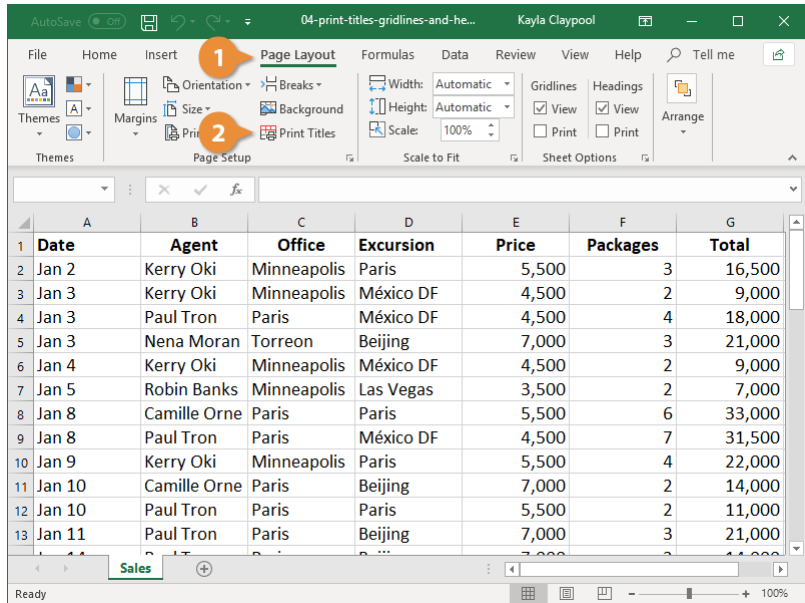 AutoSave Off 04-print-titles-gridlines-and-he... Kayla Claypool
File Home Insert 1 Page Layout Formulas Data Review View Help Tell me
Orientation Breaks Width: Automatic Gridlines Headings
Themes Margins Size Background Height: Automatic View View Arrange
2 Print Titles Scale: 100% Print Print
Themes Page Setup Scale to Fit Sheet Options
fx
A B C D E F G
1 Date Agent Office Excursion Price Packages Total
2 Jan 2 Kerry Oki Minneapolis Paris 5,500 3 16,500
3 Jan 3 Kerry Oki Minneapolis México DF 4,500 2 9,000
4 Jan 3 Paul Tron Paris México DF 4,500 4 18,000
5 Jan 3 Nena Moran Torreon Beijing 7,000 3 21,000
6 Jan 4 Kerry Oki Minneapolis México DF 4,500 2 9,000
7 Jan 5 Robin Banks Minneapolis Las Vegas 3,500 2 7,000
8 Jan 8 Camille Orne Paris Paris 5,500 6 33,000
9 Jan 8 Paul Tron Paris México DF 4,500 7 31,500
10 Jan 9 Kerry Oki Minneapolis Paris 5,500 4 22,000
11 Jan 10 Camille Orne Paris Beijing 7,000 2 14,000
12 Jan 10 Paul Tron Paris Paris 5,500 2 11,000
13 Jan 11 Paul Tron Paris Beijing 7,000 3 21,000
Sales
Ready 100%